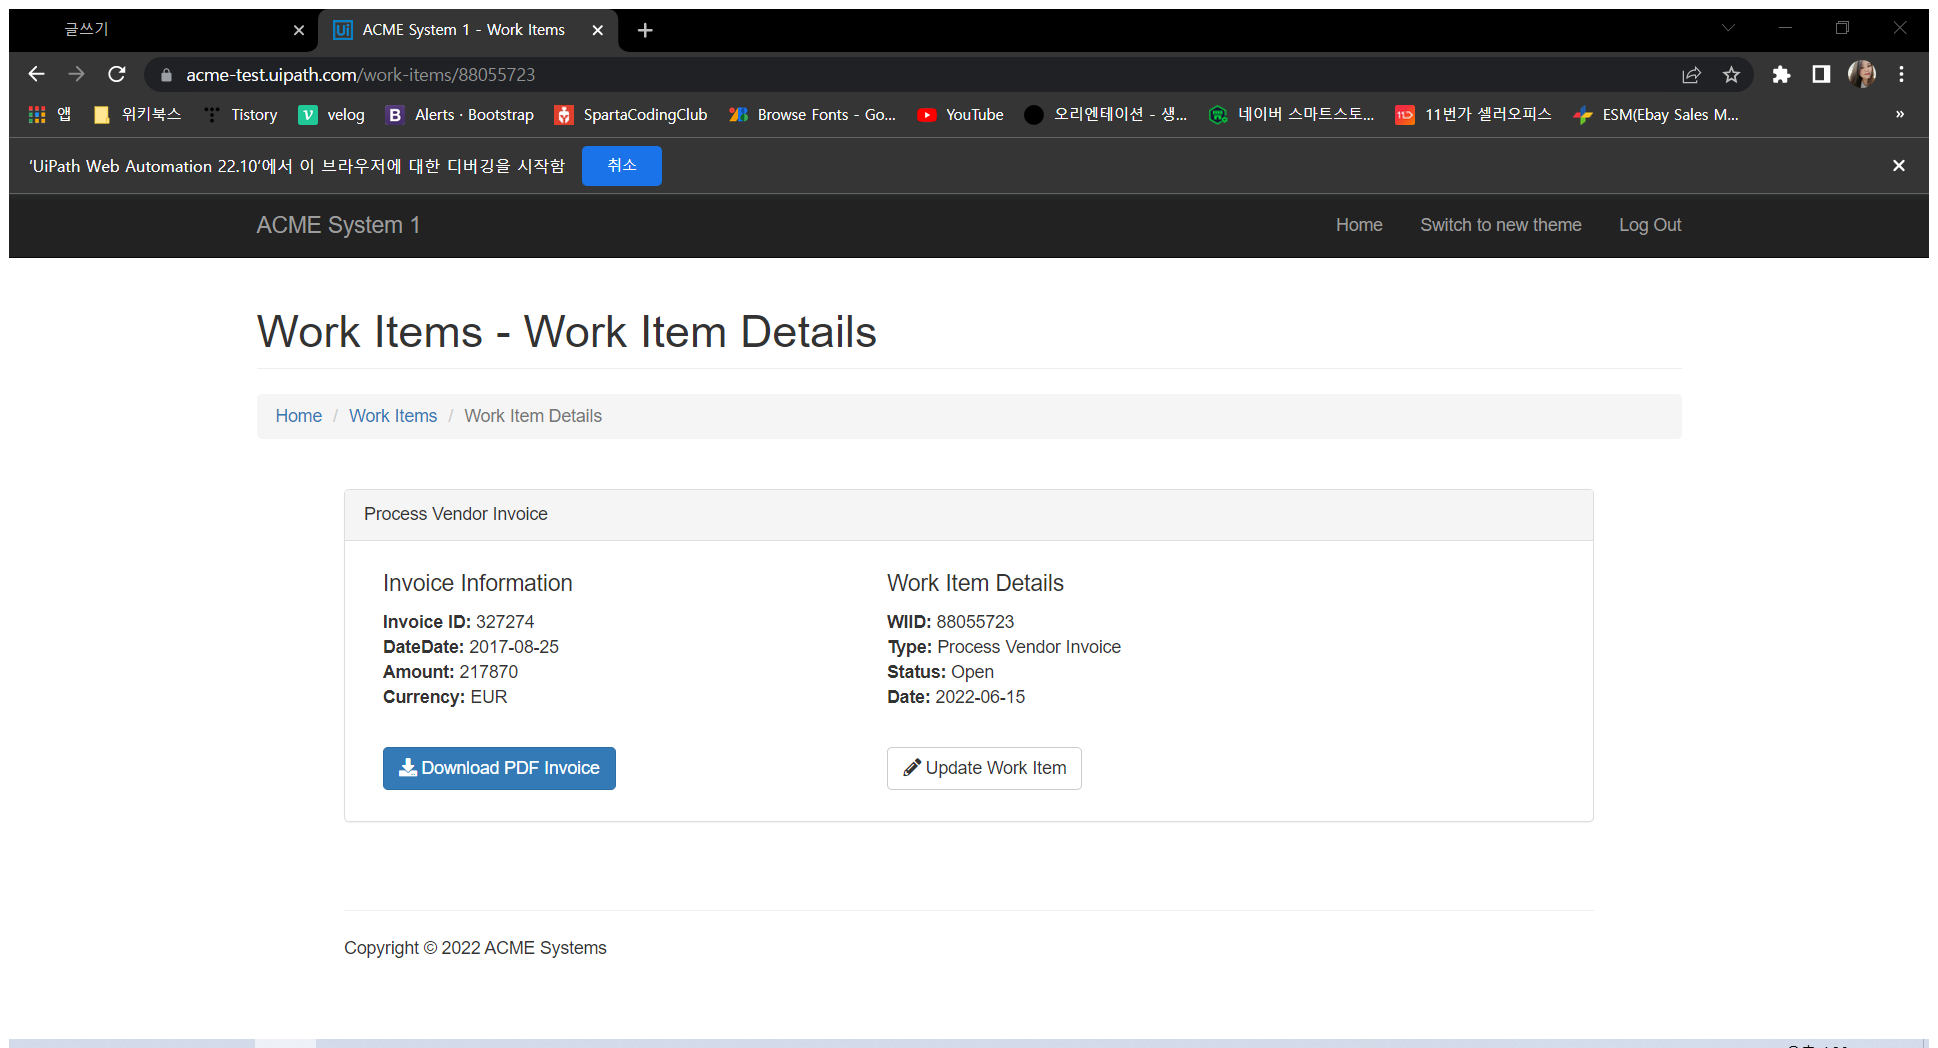 글쓰기
Ui ACME System 1 - Work Items
acme-test.uipath.com/work-items/88055723
앱 위키북스 Tistory velog B Alerts · Bootstrap SpartaCodingClub Browse Fonts - Go... YouTube 오리엔테이션 - 생... 네이버 스마트스토... 11번가 셀러오피스 ESM(Ebay Sales M... »
'UiPath Web Automation 22.10'에서 이 브라우저에 대한 디버깅을 시작함 취소
ACME System 1 Home Switch to new theme Log Out
Work Items - Work Item Details
Home / Work Items / Work Item Details
Process Vendor Invoice
Invoice Information
Invoice ID: 327274
DateDate: 2017-08-25
Amount: 217870
Currency: EUR
Download PDF Invoice
Work Item Details
WIID: 88055723
Type: Process Vendor Invoice
Status: Open
Date: 2022-06-15
Update Work Item
Copyright © 2022 ACME Systems